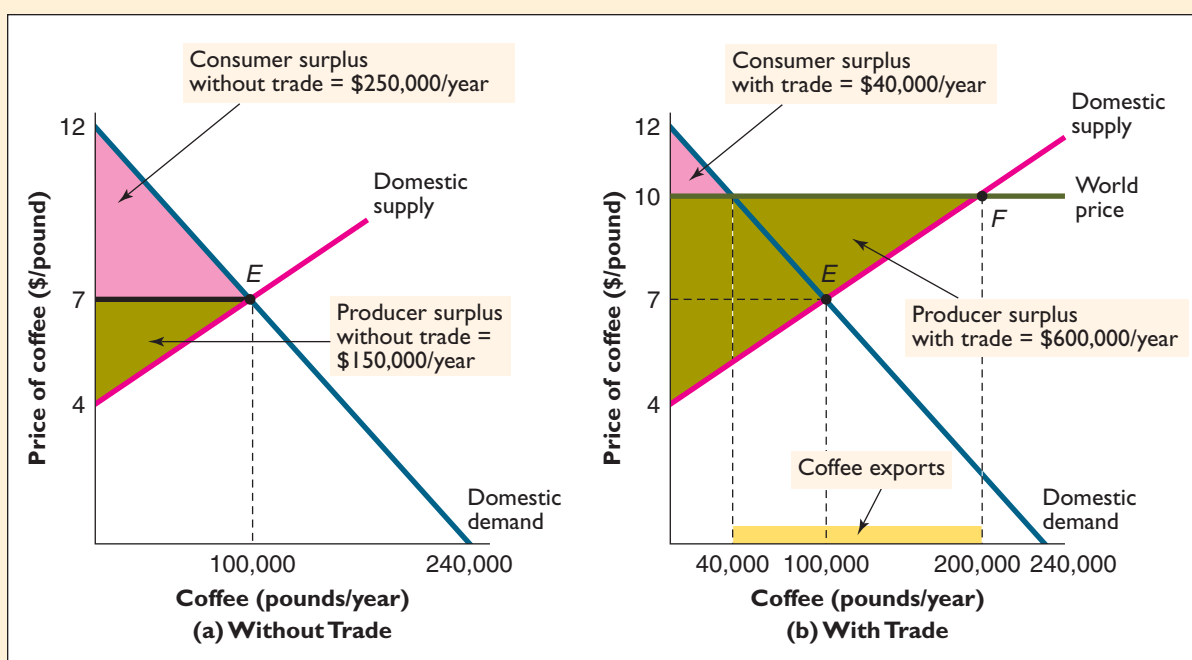 Consumer surplus
without trade = $250,000/year
12
Domestic
supply
E
7
Producer surplus
without trade =
$150,000/year
4
Domestic
demand
100,000
240,000
Price of coffee ($/pound)
Coffee (pounds/year)
(a) Without Trade
Consumer surplus
with trade = $40,000/year
Domestic
supply
12
World
price
10
F
E
7
Producer surplus
with trade = $600,000/year
4
Coffee exports
Domestic
demand
40,000
100,000
200,000
240,000
Price of coffee ($/pound)
Coffee (pounds/year)
(b) With Trade